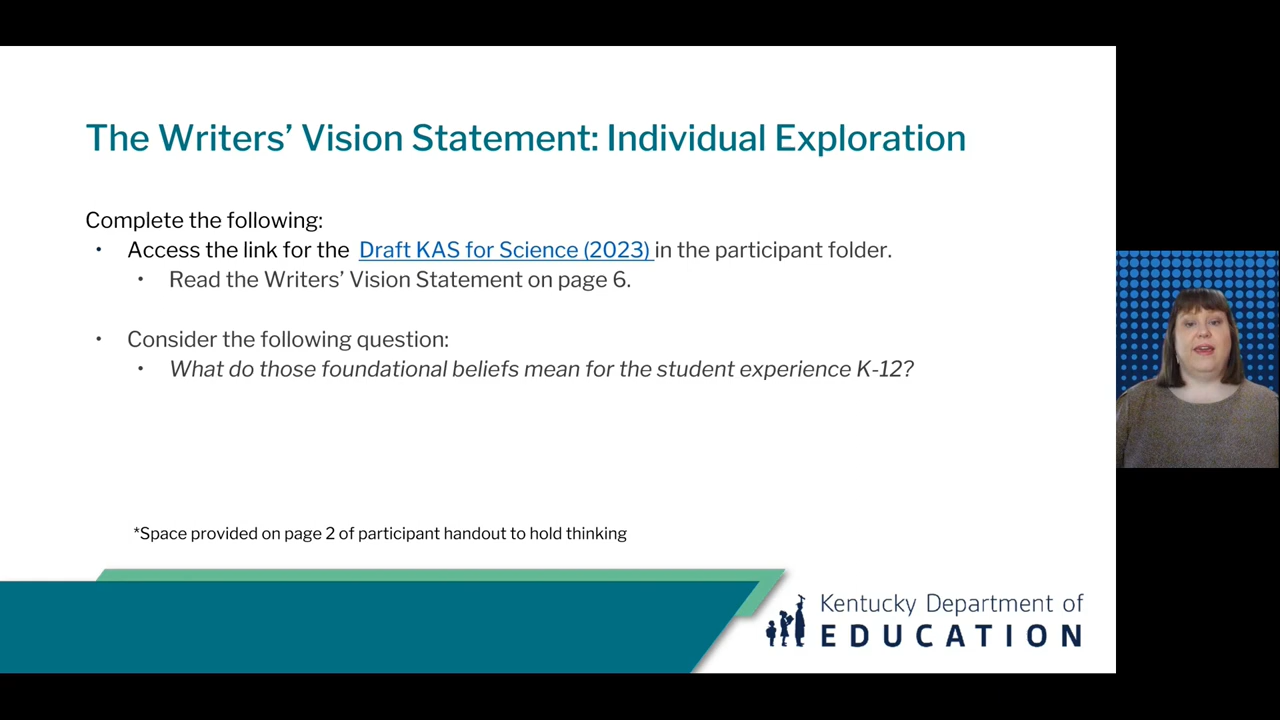 The Writers’ Vision Statement: Individual Exploration
Complete the following:
• Access the link for the Draft KAS for Science (2023) in the participant folder.
• Read the Writers’ Vision Statement on page 6.
• Consider the following question:
• What do those foundational beliefs mean for the student experience K-12?
*Space provided on page 2 of participant handout to hold thinking
Kentucky Department of
EDUCATION